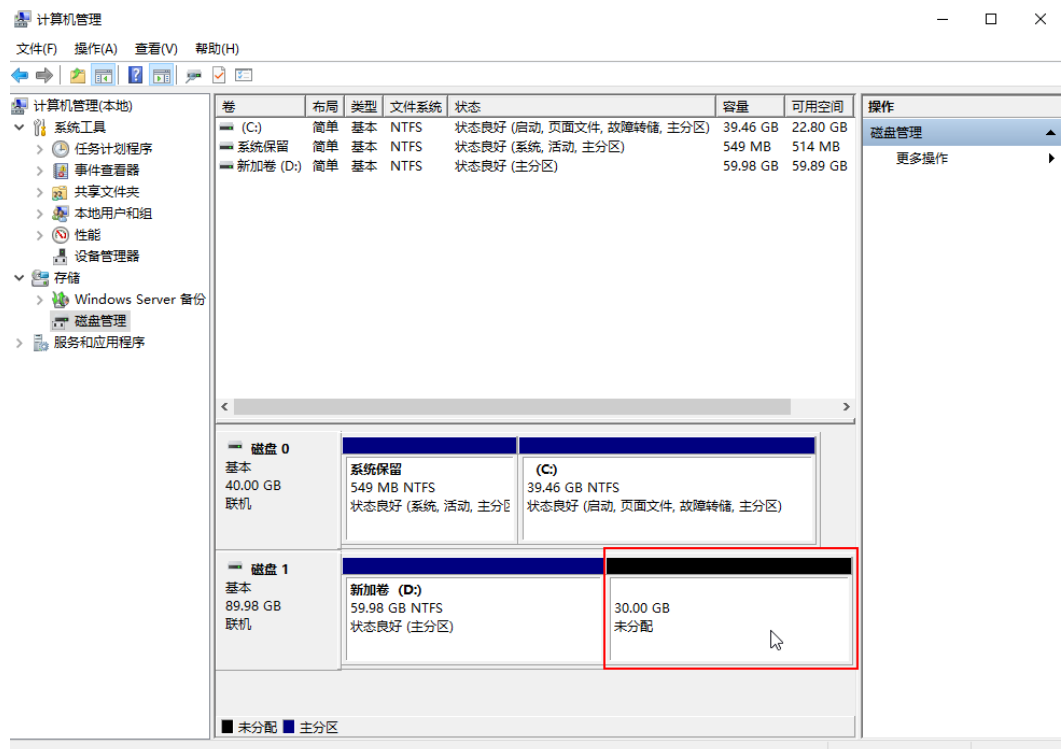 计算机管理
文件(F) 操作(A) 查看(V) 帮助(H)
计算机管理(本地)
系统工具
任务计划程序
事件查看器
共享文件夹
本地用户和组
性能
设备管理器
存储
Windows Server 备份
磁盘管理
服务和应用程序
卷 布局 类型 文件系统 状态 容量 可用空间
(C:) 简单 基本 NTFS 状态良好 (启动, 页面文件, 故障转储, 主分区) 39.46 GB 22.80 GB
系统保留 简单 基本 NTFS 状态良好 (系统, 活动, 主分区) 549 MB 514 MB
新加卷 (D:) 简单 基本 NTFS 状态良好 (主分区) 59.98 GB 59.89 GB
操作
磁盘管理
更多操作
磁盘 0
基本
40.00 GB
联机
系统保留
549 MB NTFS
状态良好 (系统, 活动, 主分
(C:)
39.46 GB NTFS
状态良好 (启动, 页面文件, 故障转储, 主分区)
磁盘 1
基本
89.98 GB
联机
新加卷 (D:)
59.98 GB NTFS
状态良好 (主分区)
30.00 GB
未分配
未分配 主分区